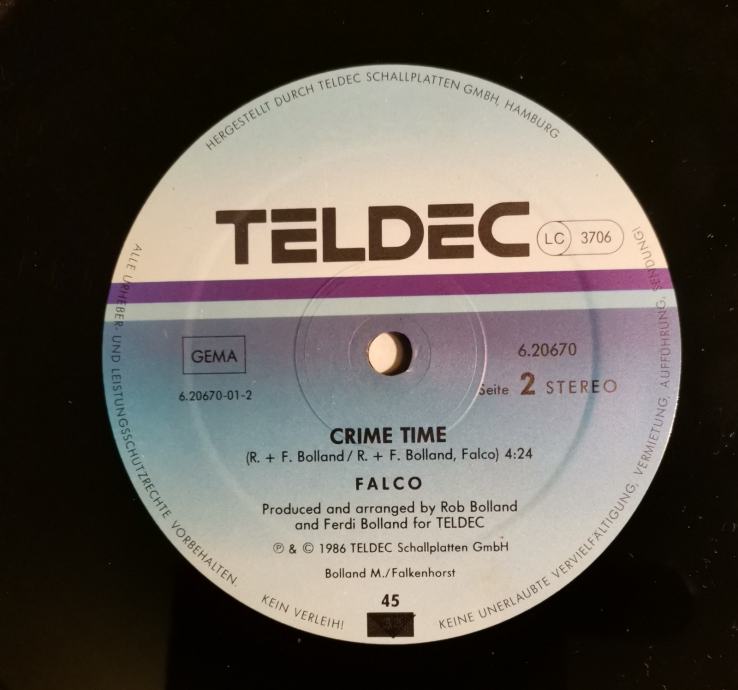 HERGESTELLT DURCH TELDEC SCHALLPLATTEN GMBH, HAMBURG
TELDEC
LC 3706
GEMA
6.20670-01-2
6.20670
Seite 2 STEREO
CRIME TIME
(R. + F. Bolland / R. + F. Bolland, Falco) 4:24
FALCO
Produced and arranged by Rob Bolland
and Ferdi Bolland for TELDEC
℗ & © 1986 TELDEC Schallplatten GmbH
Bolland M./Falkenhorst
45
ALLE URHEBER- UND LEISTUNGSSCHUTZRECHTE VORBEHALTEN. KEIN VERLEIH! KEINE UNERLAUBTE VERVIELFÄLTIGUNG, VERMIETUNG, AUFFÜHRUNG, SENDUNG!